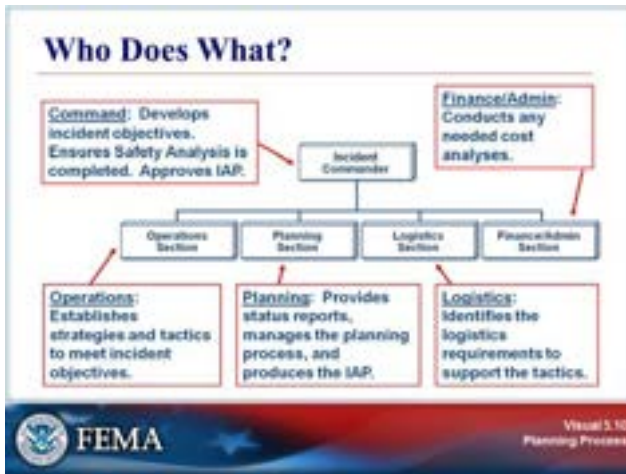 Who Does What?
Command: Develops
incident objectives.
Ensures Safety Analysis is
completed. Approves IAP.
Finance/Admin:
Conducts any
needed cost
analyses.
Incident
Commander
Operations
Section
Planning
Section
Logistics
Section
Finance/Admin
Section
Operations:
Establishes
strategies and tactics
to meet incident
objectives.
Planning: Provides
status reports,
manages the planning
process, and
produces the IAP.
Logistics:
Identifies the
logistics
requirements to
support the tactics.
FEMA
Visual 5.10
Planning Process